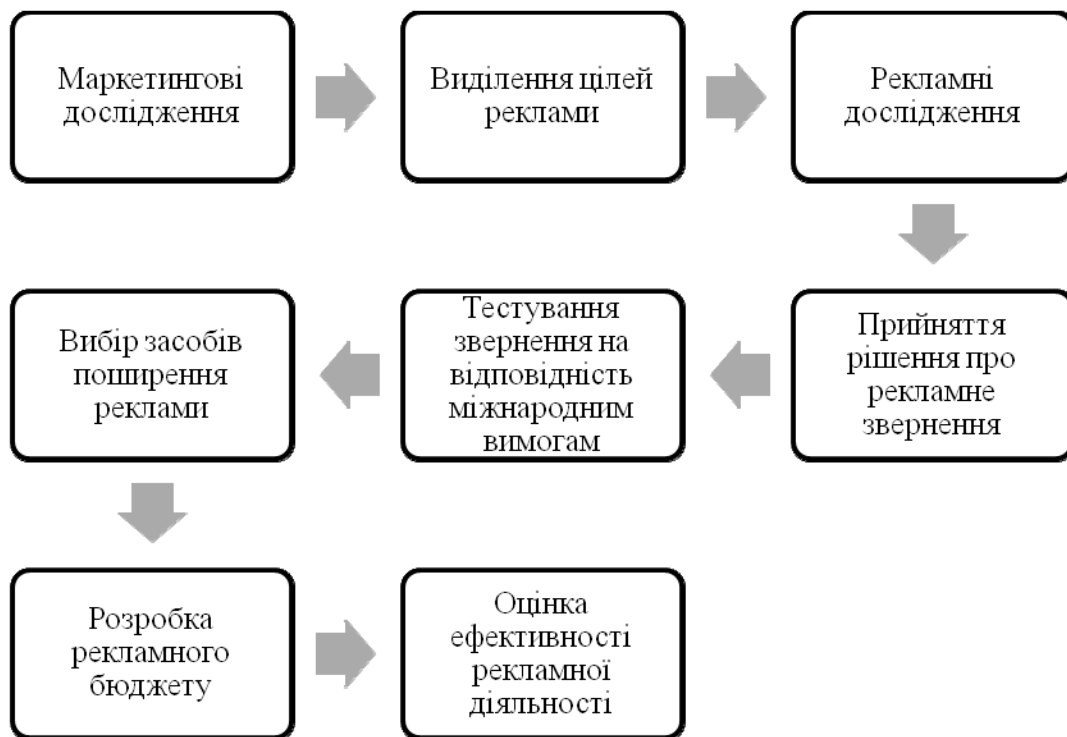 Маркетингові
дослідження
Виділення цілей
реклами
Рекламні
дослідження
Прийняття
рішення про
рекламне
звернення
Тестування
звернення на
відповідність
міжнародним
вимогам
Вибір засобів
поширення
реклами
Розробка
рекламного
бюджету
Оцінка
ефективності
рекламної
діяльності